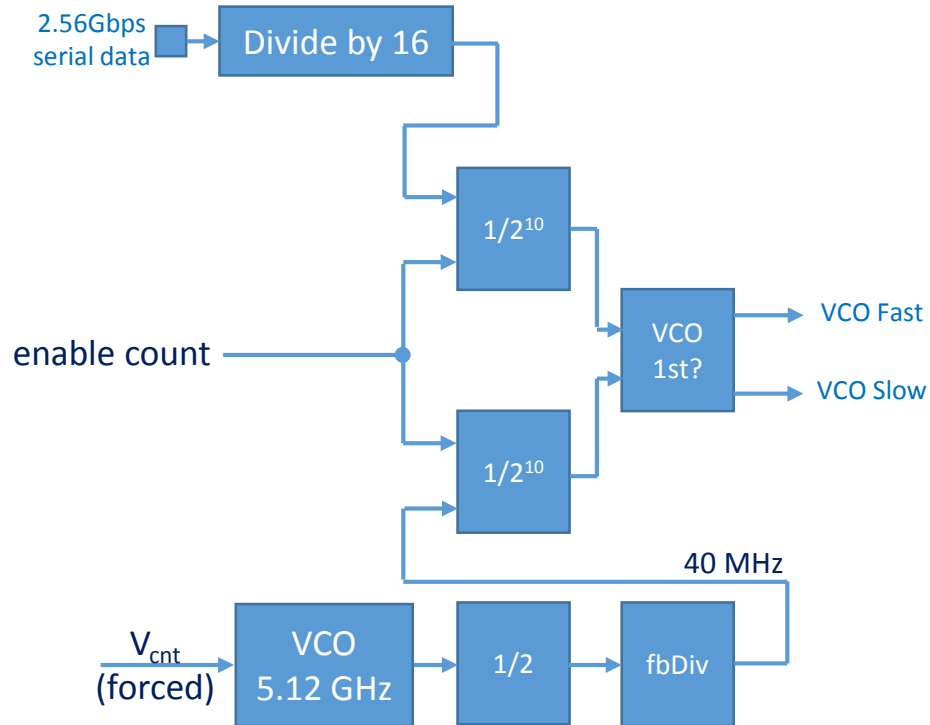 2.56Gbps
serial data
Divide by 16
1/2¹⁰
enable count
VCO
1st?
VCO Fast
VCO Slow
1/2¹⁰
40 MHz
Vcnt
(forced)
VCO
5.12 GHz
1/2
fbDiv